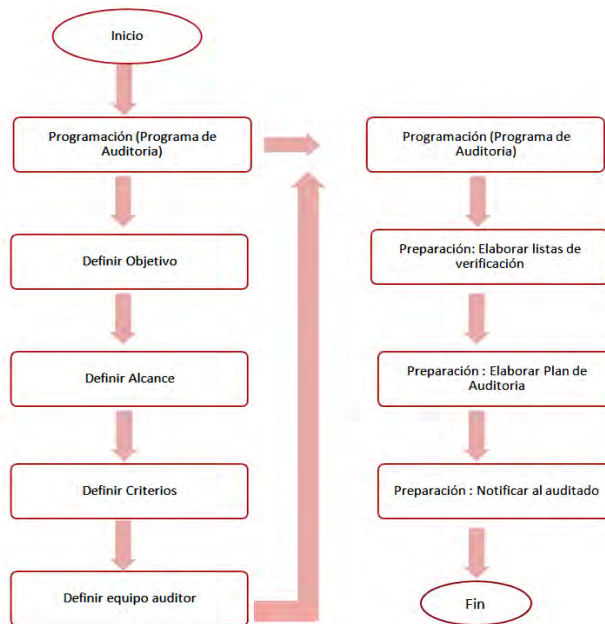 Inicio
Programación (Programa de
Auditoria)
Definir Objetivo
Definir Alcance
Definir Criterios
Definir equipo auditor
Programación (Programa de
Auditoria)
Preparación: Elaborar listas de
verificación
Preparación : Elaborar Plan de
Auditoria
Preparación : Notificar al auditado
Fin